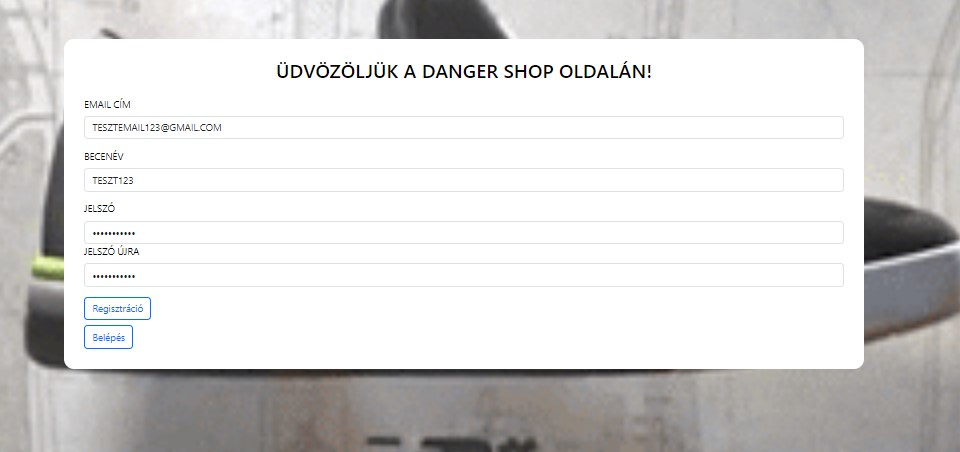 ÜDVÖZÖLJÜK A DANGER SHOP OLDALÁN!
EMAIL CÍM
TESZTEMAIL123@GMAIL.COM
BECENÉV
TESZT123
JELSZÓ
•••••••••••
JELSZÓ ÚJRA
•••••••••••
Regisztráció
Belépés